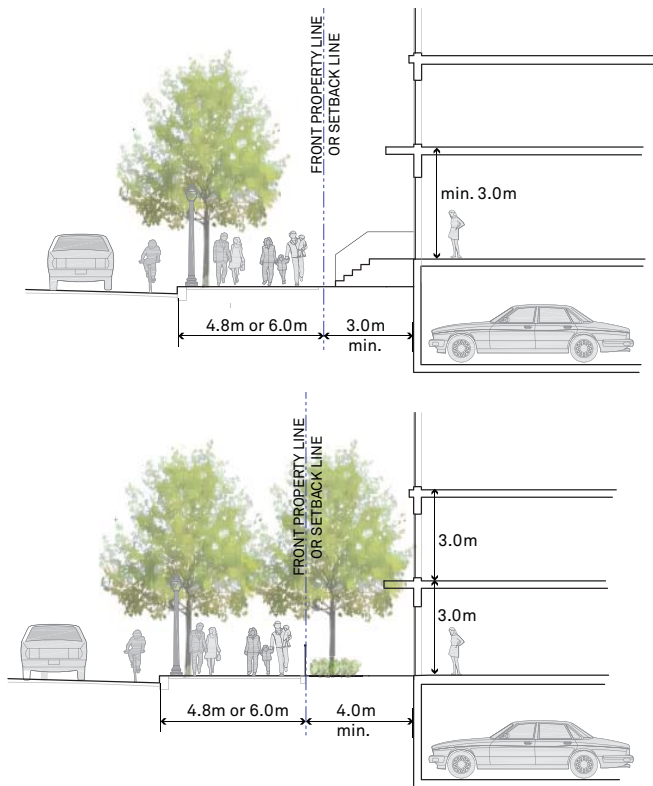 FRONT PROPERTY LINE
OR SETBACK LINE
min. 3.0m
4.8m or 6.0m
3.0m
min.
FRONT PROPERTY LINE
OR SETBACK LINE
3.0m
3.0m
4.8m or 6.0m
4.0m
min.